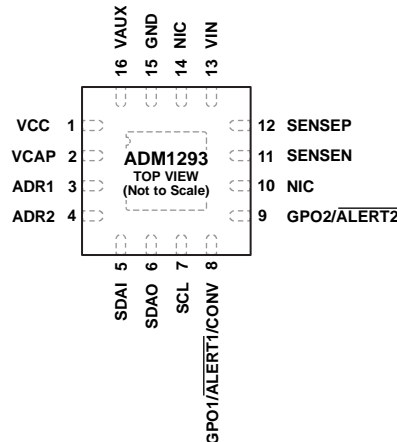 16 VAUX
15 GND
14 NIC
13 VIN
VCC 1
VCAP 2
ADR1 3
ADR2 4
ADM1293
TOP VIEW
(Not to Scale)
12 SENSEP
11 SENSEN
10 NIC
9 GPO2/ALERT2
SDAI 5
SDAO 6
SCL 7
GPO1/ALERT1/CONV 8